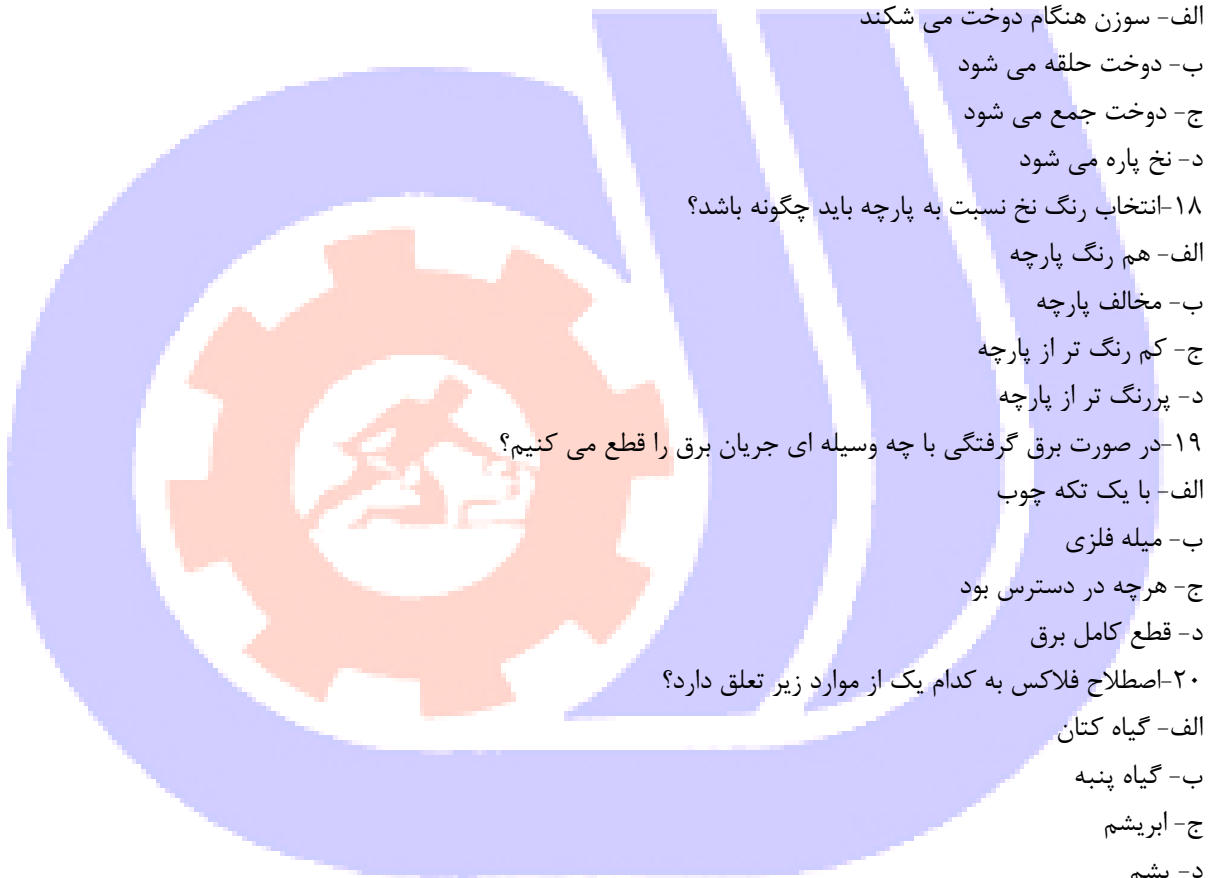 الف- سوزن هنگام دوخت می شکند
ب- دوخت حلقه می شود
ج- دوخت جمع می شود
د- نخ پاره می شود
۱۸-انتخاب رنگ نخ نسبت به پارچه باید چگونه باشد؟
الف- هم رنگ پارچه
ب- مخالف پارچه
ج- کم رنگ تر از پارچه
د- پررنگ تر از پارچه
۱۹-در صورت برق گرفتگی با چه وسیله ای جریان برق را قطع می کنیم؟
الف- با یک تکه چوب
ب- میله فلزی
ج- هرچه در دسترس بود
د- قطع کامل برق
۲۰-اصطلاح فلاکس به کدام یک از موارد زیر تعلق دارد؟
الف- گیاه کتان
ب- گیاه پنبه
ج- ابریشم
د- پشم